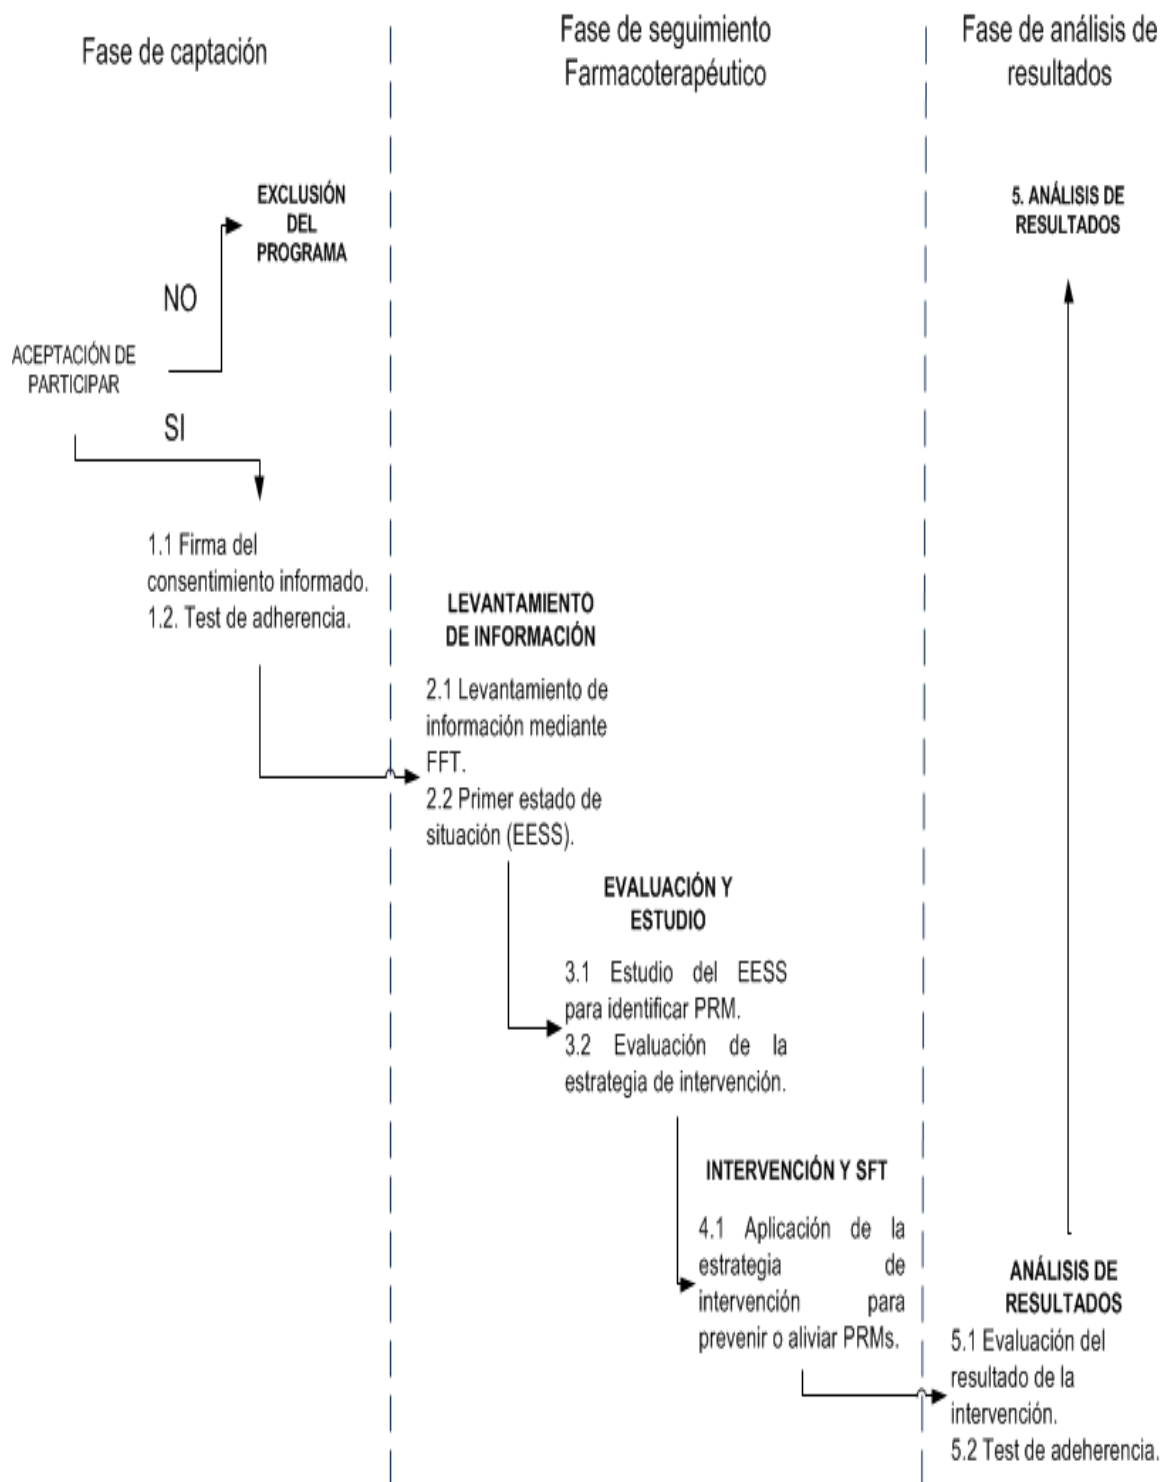 Fase de captación
Fase de seguimiento
Farmacoterapéutico
Fase de análisis de
resultados
EXCLUSIÓN
DEL
PROGRAMA
NO
ACEPTACIÓN DE
PARTICIPAR
SI
1.1 Firma del
consentimiento informado.
1.2. Test de adherencia.
LEVANTAMIENTO
DE INFORMACIÓN
2.1 Levantamiento de
información mediante
FFT.
2.2 Primer estado de
situación (EESS).
EVALUACIÓN Y
ESTUDIO
3.1 Estudio del EESS
para identificar PRM.
3.2 Evaluación de la
estrategia de intervención.
INTERVENCIÓN Y SFT
4.1 Aplicación de la
estrategia de
intervención para
prevenir o aliviar PRMs.
ANÁLISIS DE
RESULTADOS
5.1 Evaluación del
resultado de la
intervención.
5.2 Test de adeherencia.
5. ANÁLISIS DE
RESULTADOS